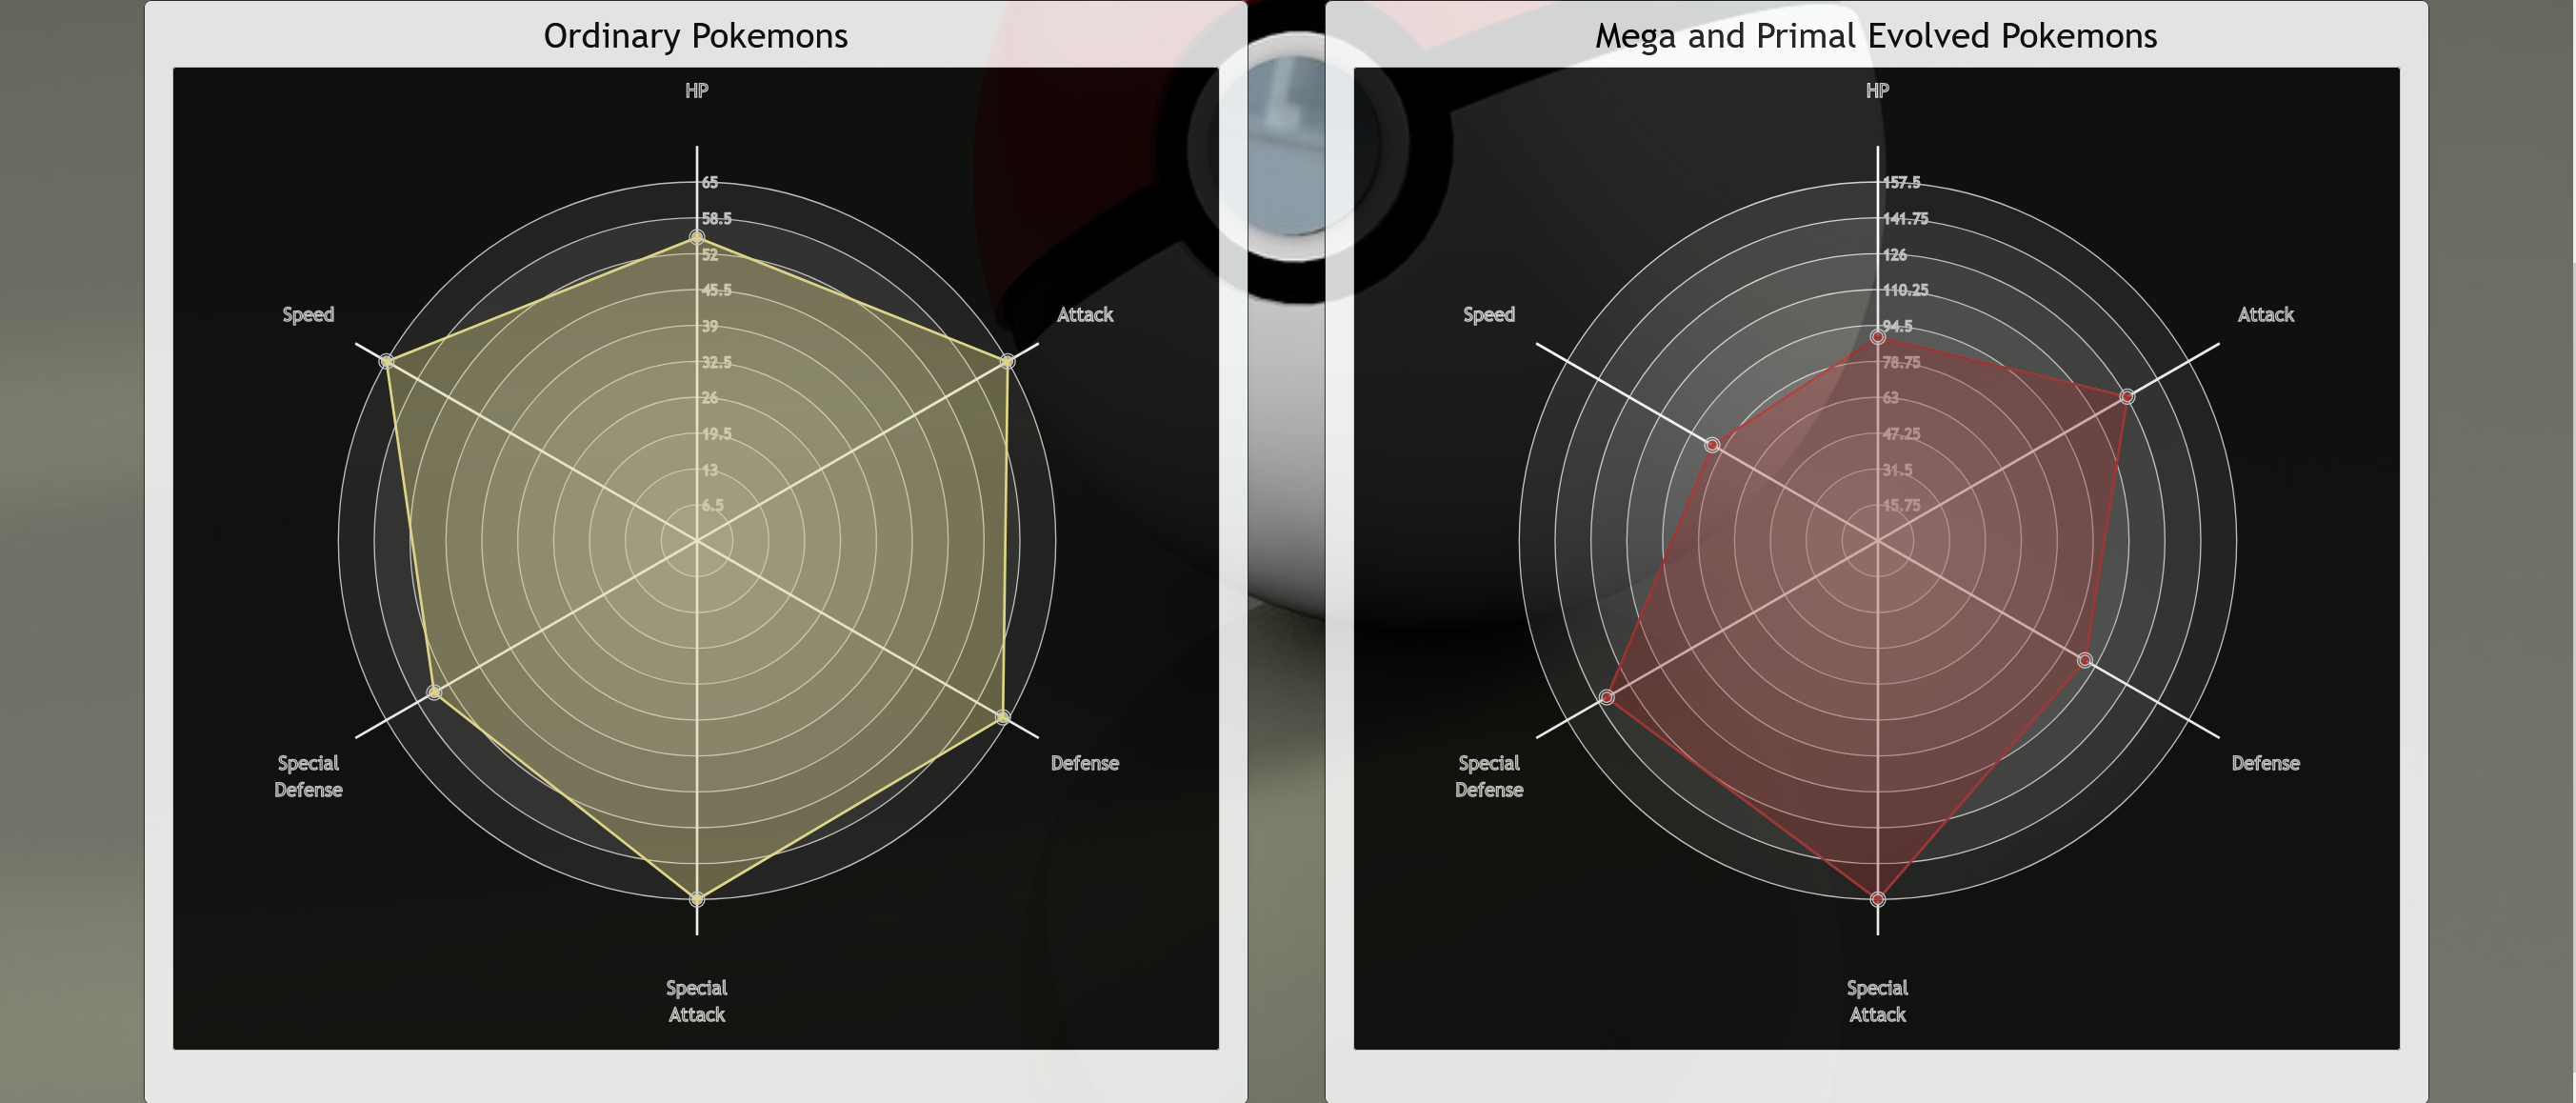 Ordinary Pokemons
HP
65
58.5
52
45.5
39
32.5
26
19.5
13
6.5
Speed
Attack
Special
Defense
Defense
Special
Attack
Mega and Primal Evolved Pokemons
HP
157.5
141.75
126
110.25
94.5
78.75
63
47.25
31.5
15.75
Speed
Attack
Special
Defense
Defense
Special
Attack